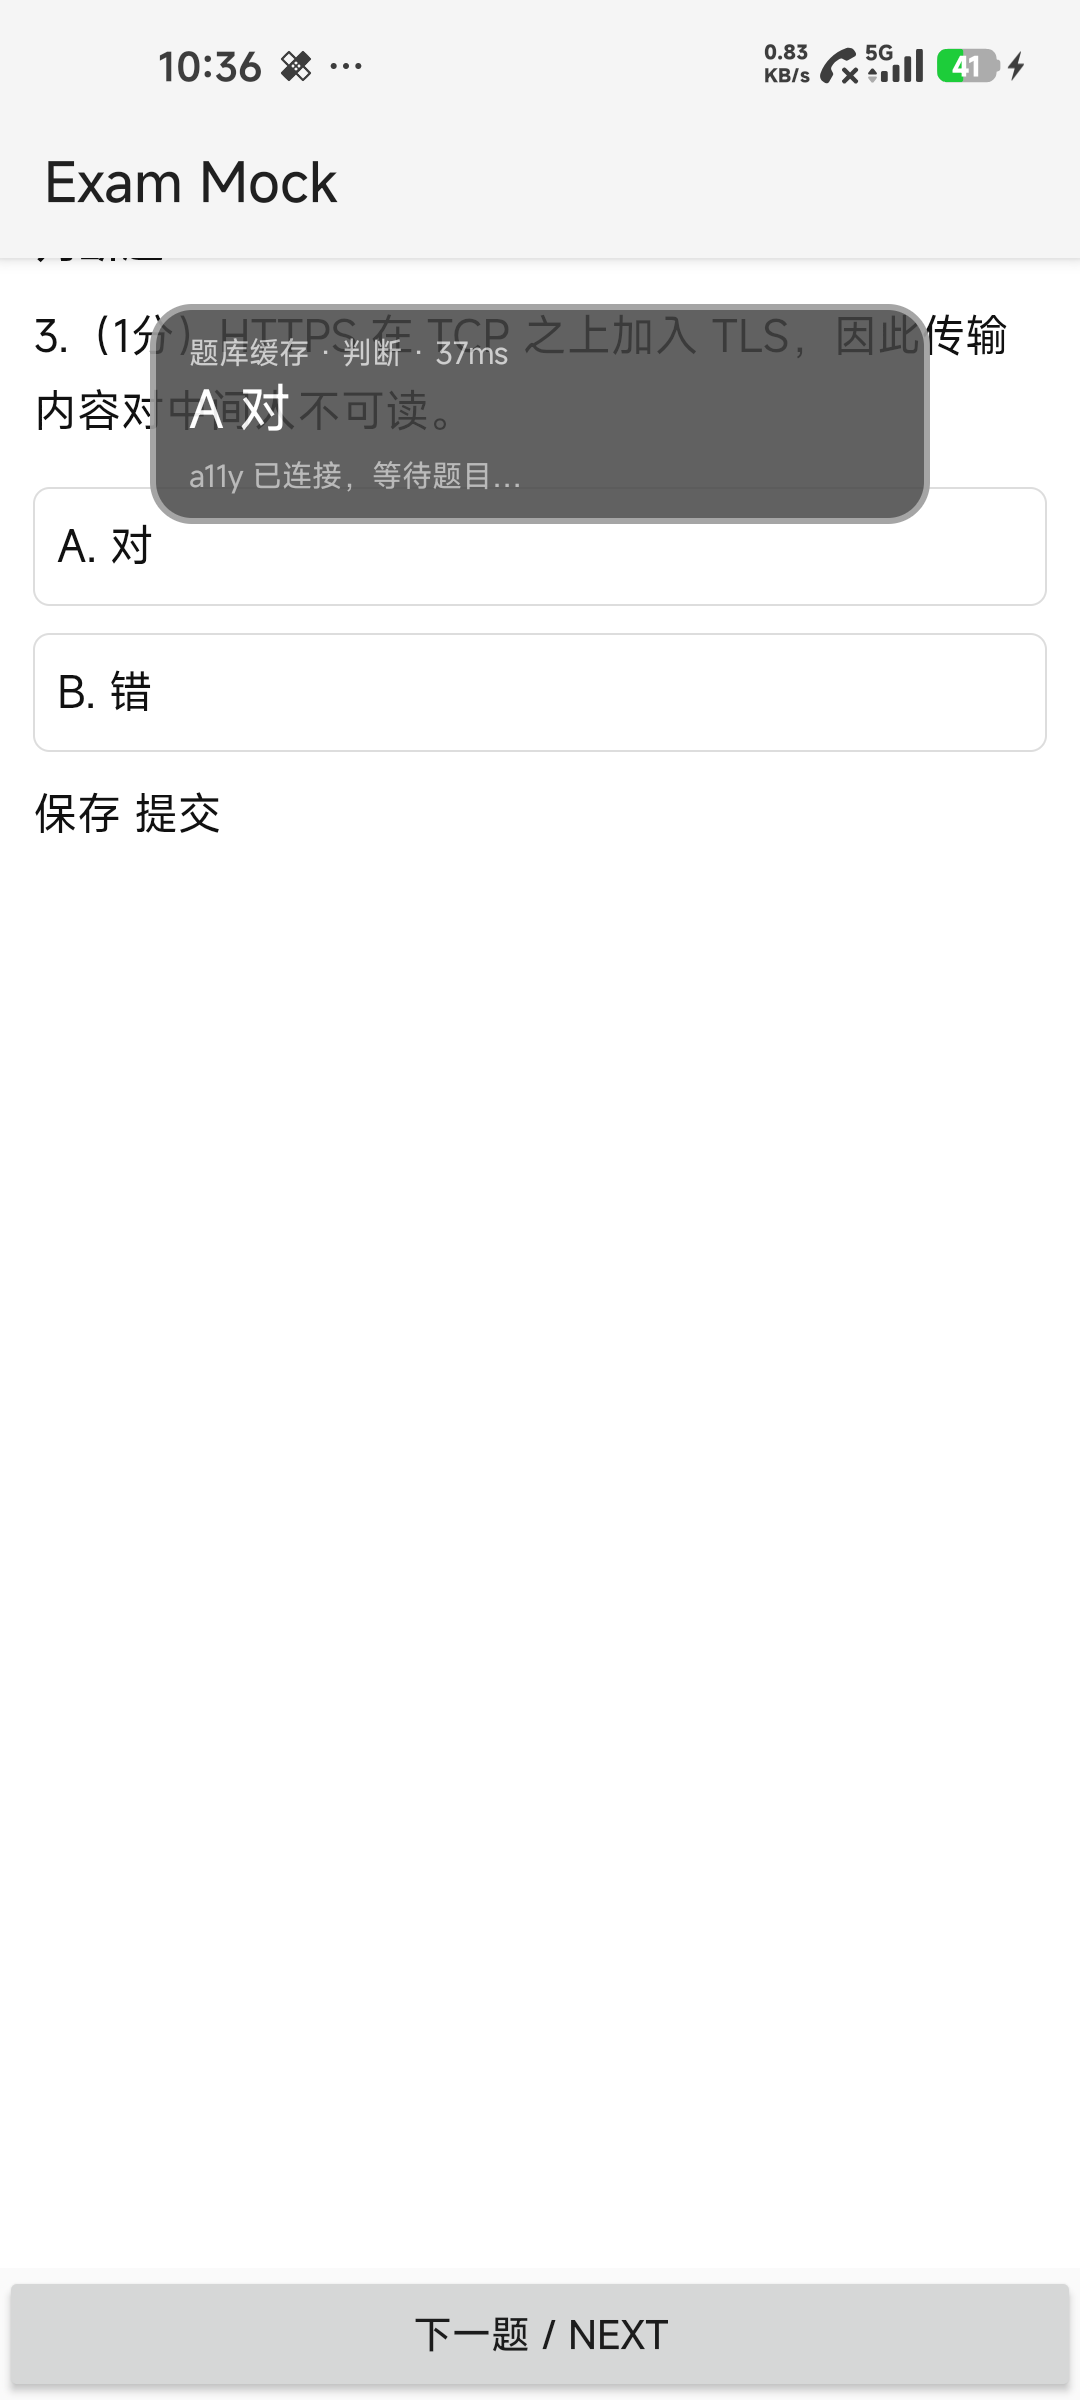 10:36 ...
0.83 KB/s 5G 41
Exam Mock
3.（1分）HTTPS 在 TCP 之上加入 TLS，因此传输
内容对中间人不可读。
题库缓存 · 判断 · 37ms
A 对
a11y 已连接，等待题目...
A. 对
B. 错
保存 提交
下一题 / NEXT